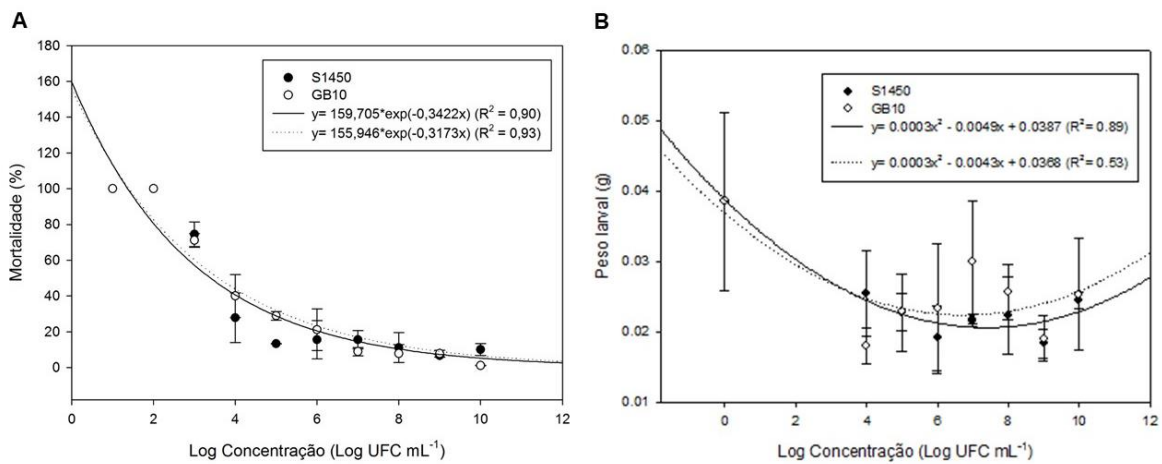 A
Mortalidade (%)
180
160
140
120
100
80
60
40
20
0
S1450
GB10
y= 159,705*exp(-0,3422x) (R² = 0,90)
y= 155,946*exp(-0,3173x) (R² = 0,93)
0 2 4 6 8 10 12
Log Concentração (Log UFC mL⁻¹)
B
Peso larval (g)
0.06
0.05
0.04
0.03
0.02
0.01
S1450
GB10
y= 0.0003x² - 0.0049x + 0.0387 (R²= 0.89)
y= 0.0003x² - 0.0043x + 0.0368 (R²= 0.53)
0 2 4 6 8 10 12
Log Concentração (Log UFC mL⁻¹)